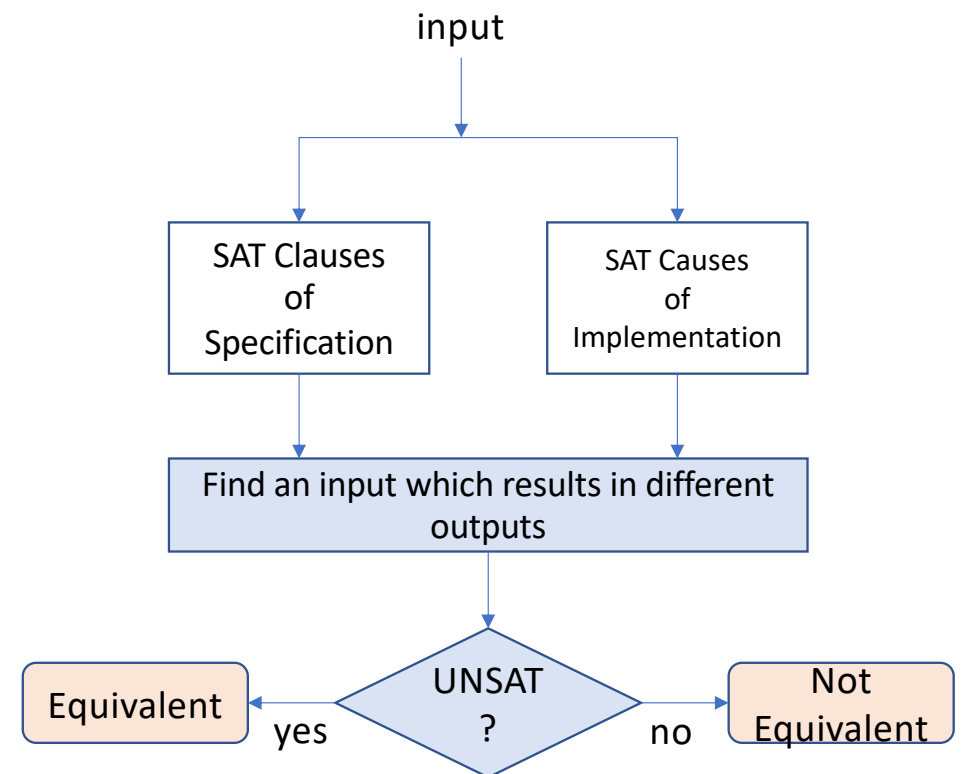 input
SAT Clauses
of
Specification
SAT Causes
of
Implementation
Find an input which results in different
outputs
UNSAT
?
Equivalent
yes
no
Not
Equivalent